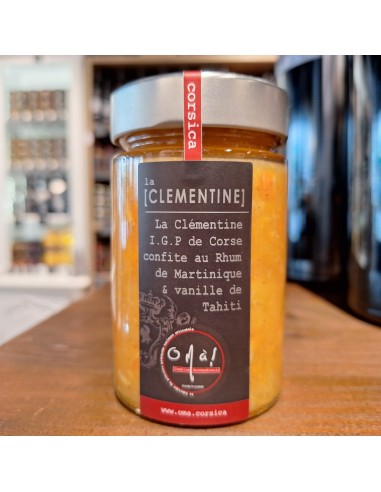 corsica
la
[CLEMENTINE]
La Clémentine
I.G.P de Corse
confite au Rhum
de Martinique
& vanille de
Tahiti
Omà!
www.oma.corsica